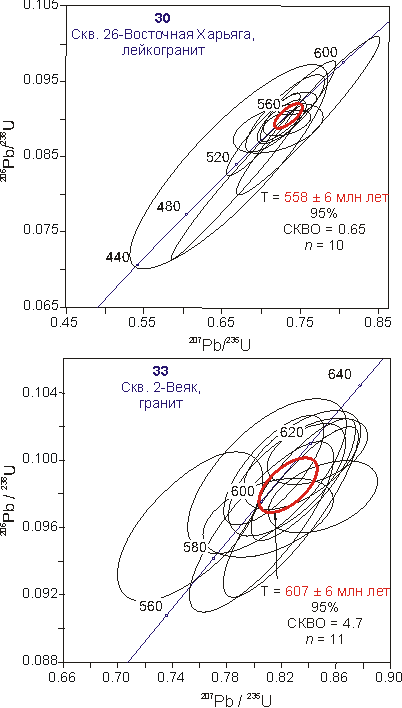 0.105
30
Скв. 26-Восточная Харьяга,
лейкогранит
600
0.095
560
0.085
520
480
440
0.075
0.065
T = 558 ± 6 млн лет
95%
СКВО = 0.65
n = 10
206Pb/238U
0.45 0.55 0.65 0.75 0.85
207Pb/235U
33
Скв. 2-Веяк,
гранит
640
0.104
620
0.100
600
0.096
580
0.092
560
0.088
T = 607 ± 6 млн лет
95%
СКВО = 4.7
n = 11
206Pb / 238U
0.66 0.70 0.74 0.78 0.82 0.86 0.90
207Pb / 235U